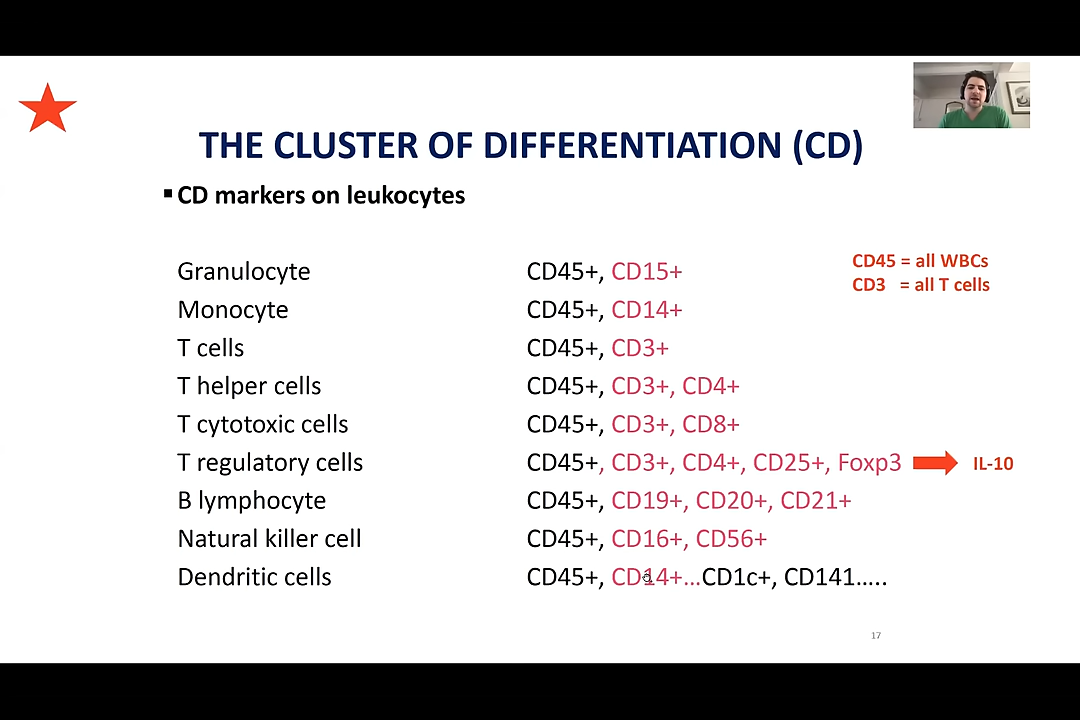 THE CLUSTER OF DIFFERENTIATION (CD)
▪ CD markers on leukocytes
CD45 = all WBCs
CD3 = all T cells
Granulocyte CD45+, CD15+
Monocyte CD45+, CD14+
T cells CD45+, CD3+
T helper cells CD45+, CD3+, CD4+
T cytotoxic cells CD45+, CD3+, CD8+
T regulatory cells CD45+, CD3+, CD4+, CD25+, Foxp3 IL-10
B lymphocyte CD45+, CD19+, CD20+, CD21+
Natural killer cell CD45+, CD16+, CD56+
Dendritic cells CD45+, CD14+...CD1c+, CD141.....
17